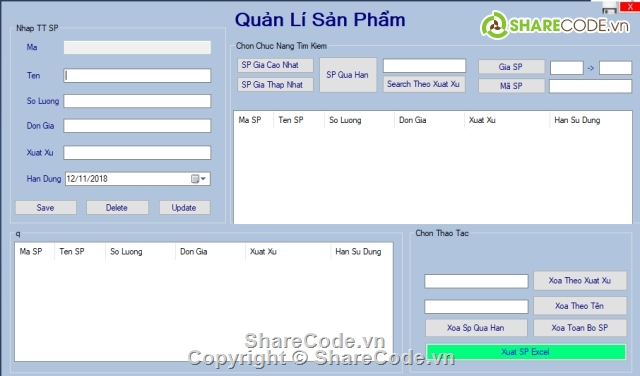 Quản Lí Sản Phẩm
SHARECODE.vn
X
Nhap TT SP
Ma
Ten
So Luong
Don Gia
Xuat Xu
Han Dung
12/11/2018
Save
Delete
Update
Chon Chuc Nang Tim Kiem
SP Gia Cao Nhat
SP Gia Thap Nhat
SP Qua Han
Search Theo Xuat Xu
Gia SP
->
Mã SP
Ma SP Ten SP So Luong Don Gia Xuat Xu Han Su Dung
q
Ma SP Ten SP So Luong Don Gia Xuat Xu Han Su Dung
Chon Thao Tac
Xoa Theo Xuat Xu
Xoa Theo Tên
Xoa Sp Qua Han
Xoa Toan Bo SP
Xuat SP Excel
ShareCode.vn
Copyright © ShareCode.vn